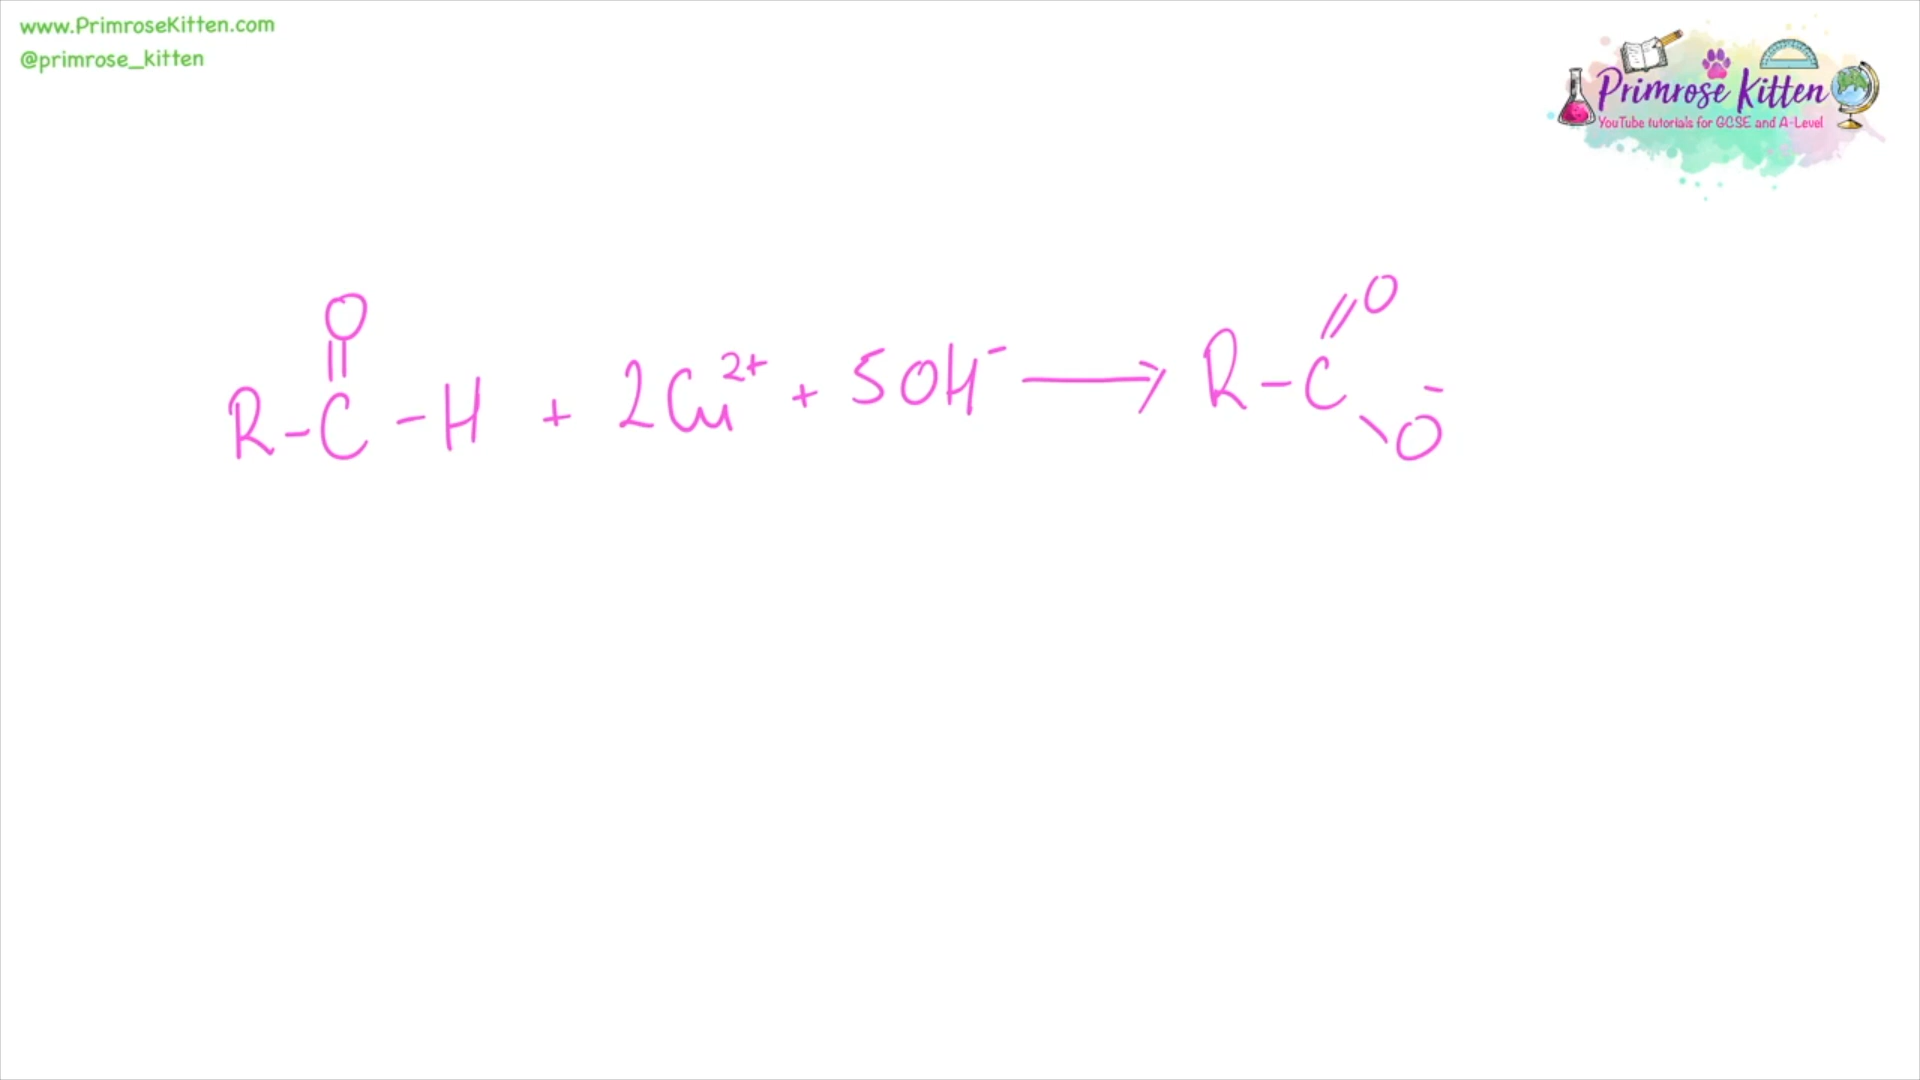 www.PrimroseKitten.com
@primrose_kitten
Primrose Kitten
YouTube tutorials for GCSE and A-Level
O
||
R-C-H + 2Cu²⁺ + 5OH⁻ → R-C
//O
\O⁻